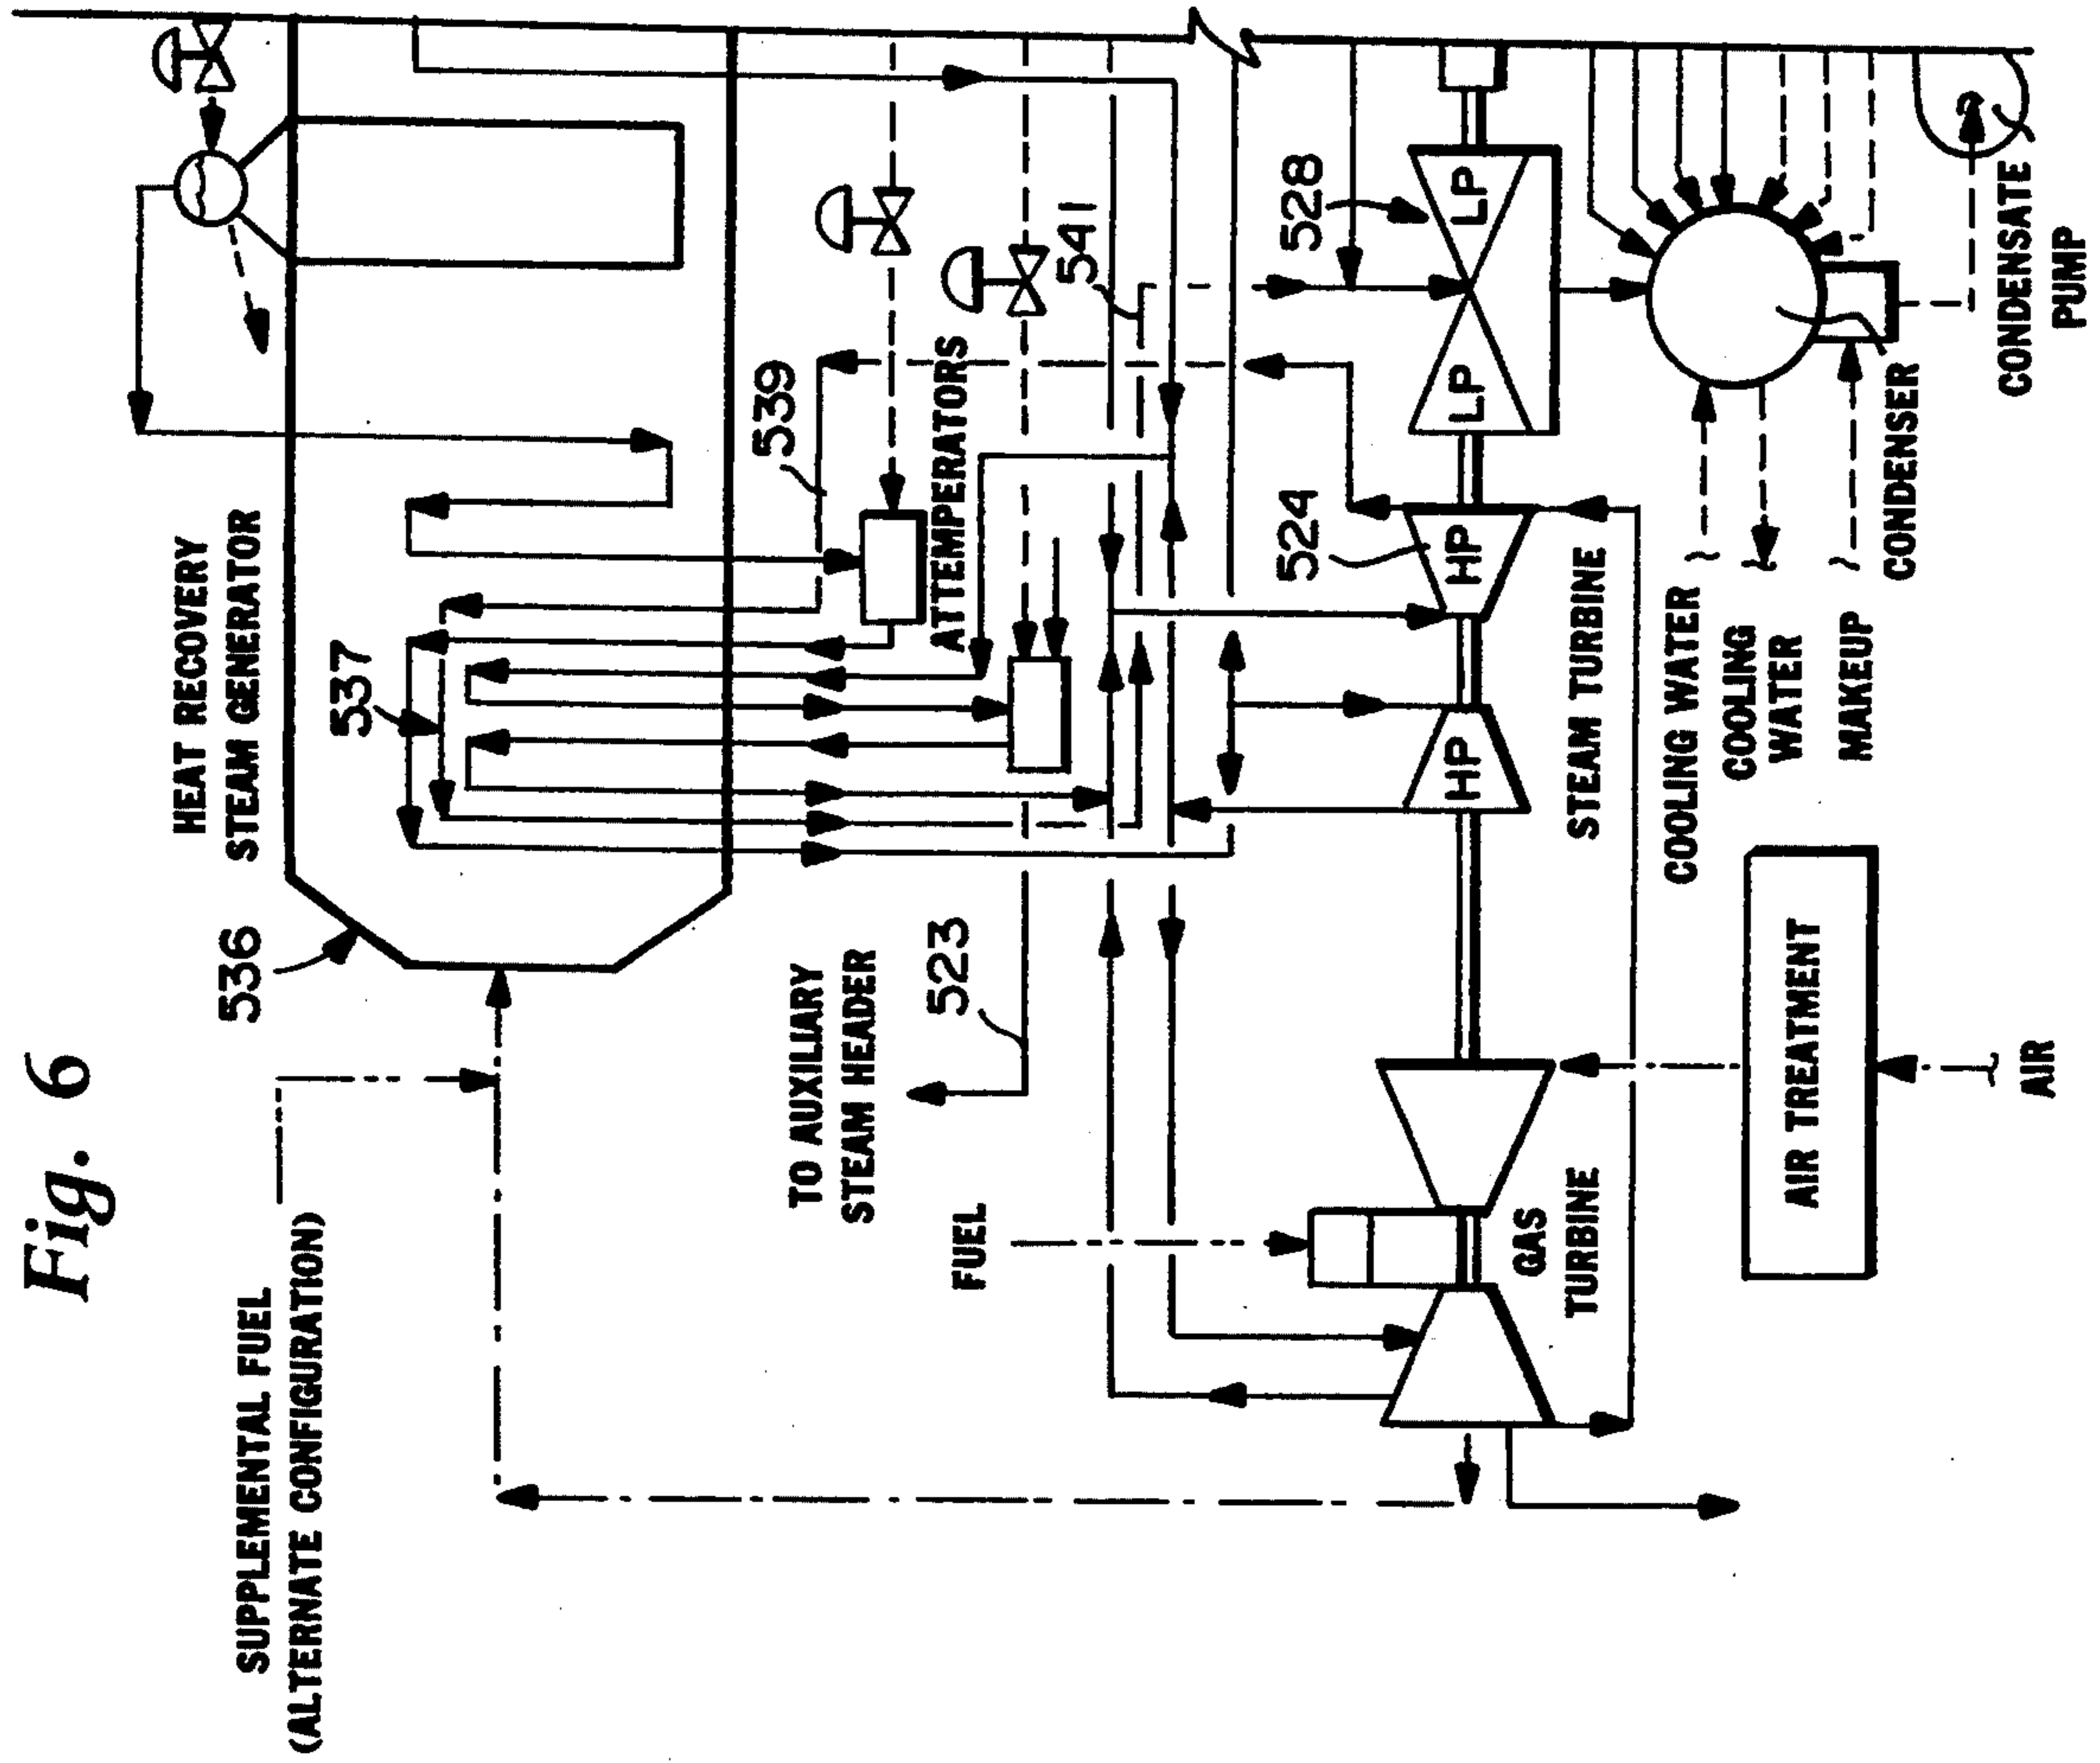 Fig. 6
SUPPLEMENTAL FUEL
(ALTERNATE CONFIGURATION)
536
HEAT RECOVERY
STEAM GENERATOR
537
539
ATTEMPERATORS
541
TO AUXILIARY
STEAM HEADER
523
FUEL
528
524
HP
HP
LP
LP
GAS
TURBINE
STEAM TURBINE
COOLING WATER
COOLING
WATER
MAKEUP
CONDENSER
CONDENSATE
PUMP
AIR TREATMENT
AIR